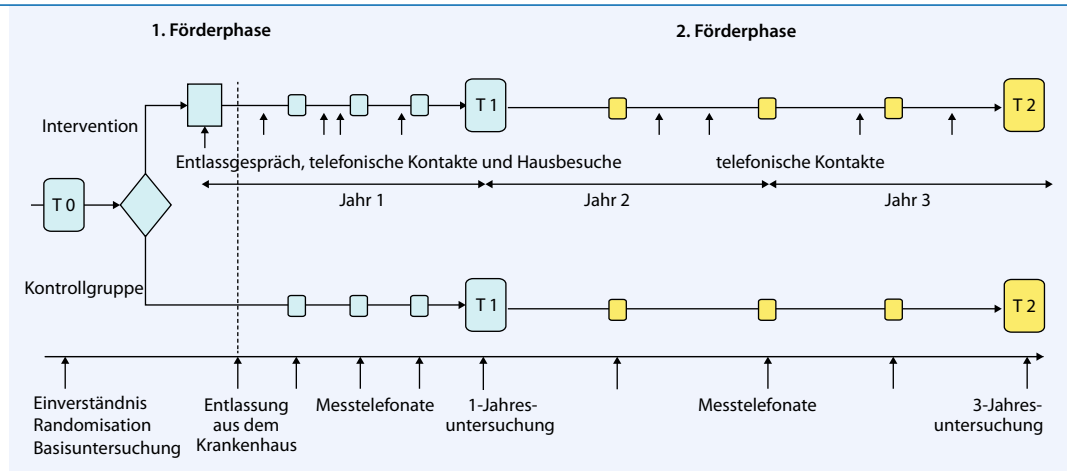 1. Förderphase
2. Förderphase
Intervention
T 1
T 2
Entlassgespräch, telefonische Kontakte und Hausbesuche
telefonische Kontakte
Jahr 1
Jahr 2
Jahr 3
T 0
Kontrollgruppe
T 1
T 2
Einverständnis
Randomisation
Basisuntersuchung
Entlassung
aus dem
Krankenhaus
Messtelefonate
1-Jahres-
untersuchung
Messtelefonate
3-Jahres-
untersuchung